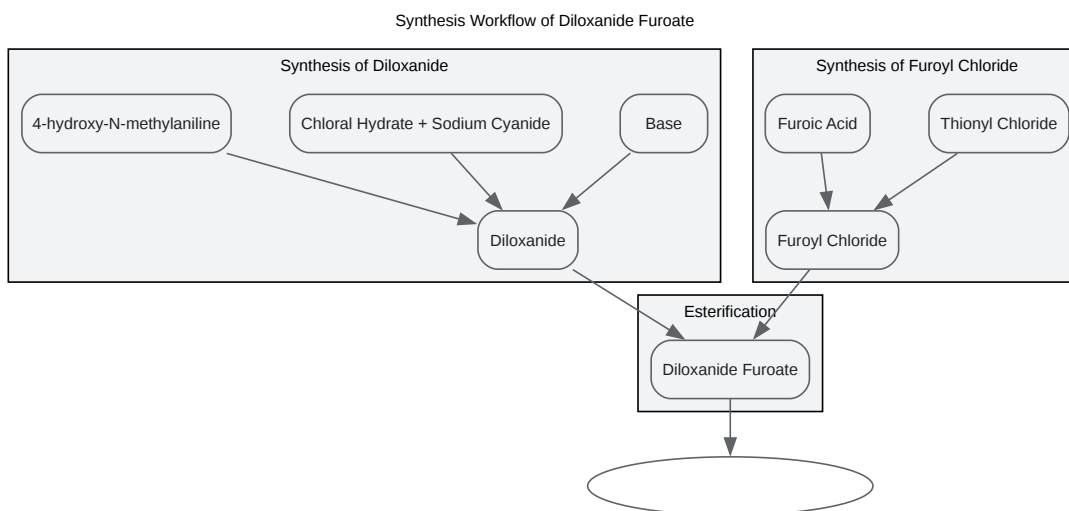 Synthesis Workflow of Diloxanide Furoate
Synthesis of Diloxanide
Synthesis of Furoyl Chloride
4-hydroxy-N-methylaniline
Chloral Hydrate + Sodium Cyanide
Base
Furoic Acid
Thionyl Chloride
Diloxanide
Furoyl Chloride
Esterification
Diloxanide Furoate